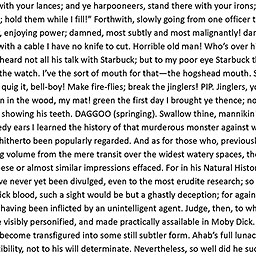 with your lances; and ye harpooneers, stand there with your irons;
; hold them while I fill!” Forthwith, slowly going from one officer t
, enjoying power; damned, most subtly and most malignantly! dan
with a cable I have no knife to cut. Horrible old man! Who’s over hi
heard not all his talk with Starbuck; but to my poor eye Starbuck th
the watch. I’ve the sort of mouth for that—the hogshead mouth. S
quig it, bell-boy! Make fire-flies; break the jinglers! PIP. Jinglers, yo
n in the wood, my mat! green the first day I brought ye thence; no
showing his teeth. DAGGOO (springing). Swallow thine, mannikin
edy ears I learned the history of that murderous monster against w
hitherto been popularly regarded. And as for those who, previously
g volume from the mere transit over the widest watery spaces, the
ese or almost similar impressions effaced. For in his Natural Histor
ve never yet been divulged, even to the most erudite research; so
ick blood, such a sight would be but a ghastly deception; for again
having been inflicted by an unintelligent agent. Judge, then, to wh
e visibly personified, and made practically assailable in Moby Dick.
become transfigured into some still subtler form. Ahab’s full lunac
ibility, not to his will determinate. Nevertheless, so well did he suc